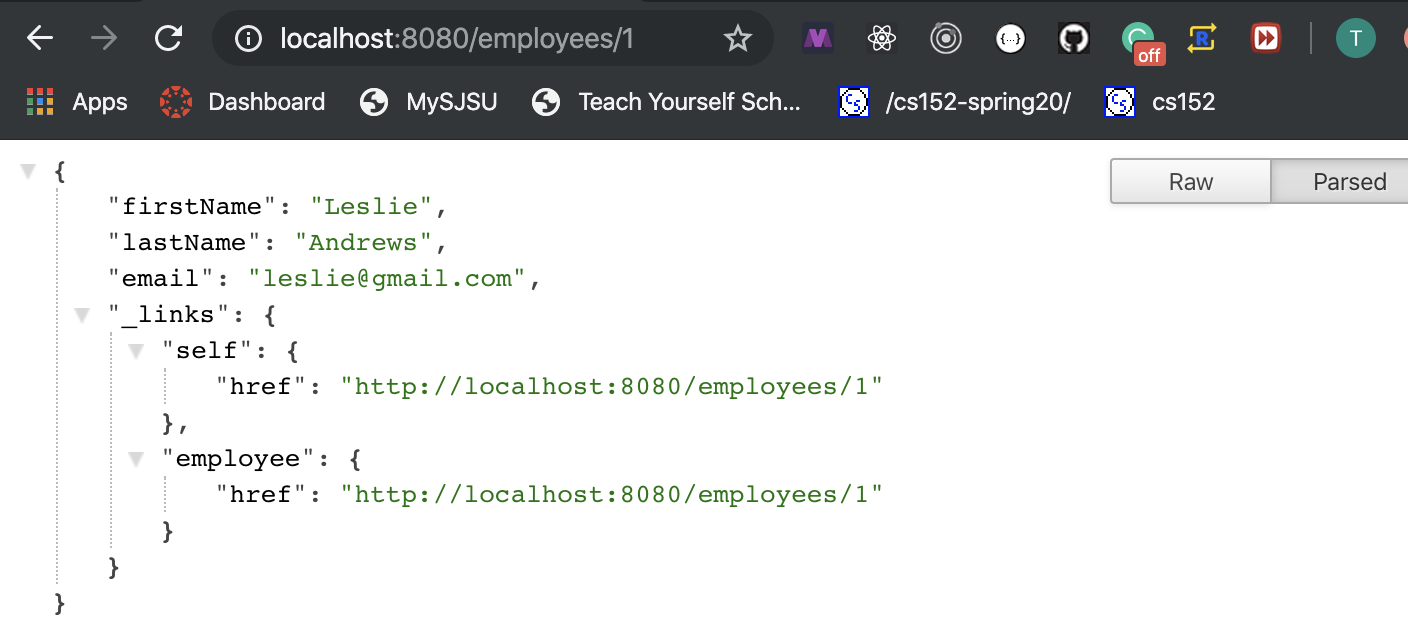 localhost:8080/employees/1
{...}
R
off
T
Apps
Dashboard
MySJSU
Teach Yourself Sch...
CS
/cs152-spring20/
CS
cs152
Raw
Parsed
{
"firstName": "Leslie",
"lastName": "Andrews",
"email": "leslie@gmail.com",
"_links": {
"self": {
"href": "http://localhost:8080/employees/1"
},
"employee": {
"href": "http://localhost:8080/employees/1"
}
}
}